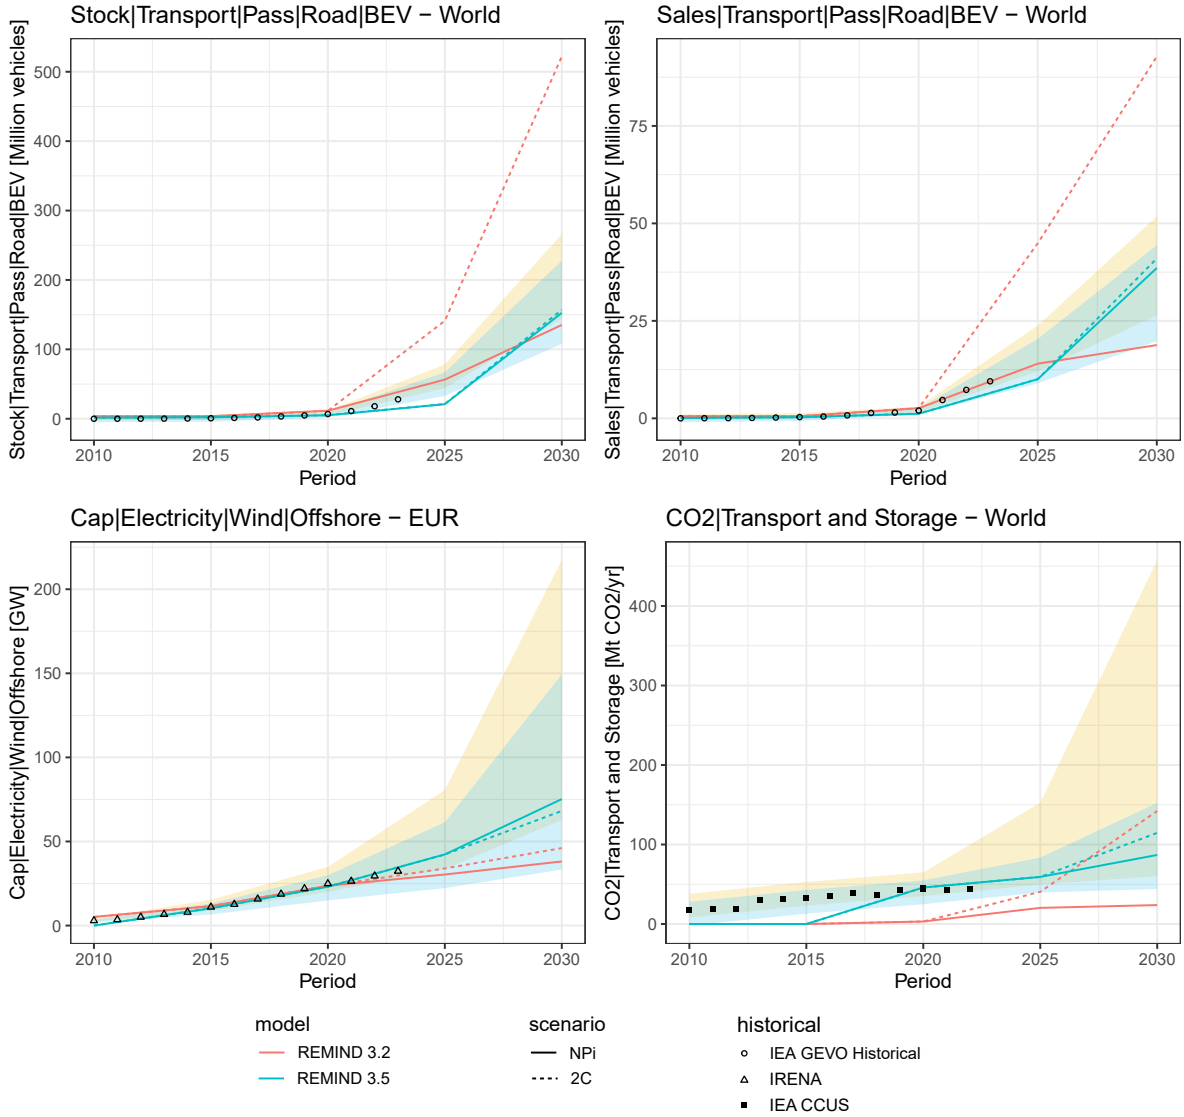 Stock|Transport|Pass|Road|BEV − World
Stock|Transport|Pass|Road|BEV [Million vehicles]
500
400
300
200
100
0
2010 2015 2020 2025 2030
Period
Sales|Transport|Pass|Road|BEV − World
Sales|Transport|Pass|Road|BEV [Million vehicles]
75
50
25
0
2010 2015 2020 2025 2030
Period
Cap|Electricity|Wind|Offshore − EUR
Cap|Electricity|Wind|Offshore [GW]
200
150
100
50
0
2010 2015 2020 2025 2030
Period
CO2|Transport and Storage − World
CO2|Transport and Storage [Mt CO2/yr]
400
300
200
100
0
2010 2015 2020 2025 2030
Period
model
REMIND 3.2
REMIND 3.5
scenario
NPi
2C
historical
IEA GEVO Historical
IRENA
IEA CCUS